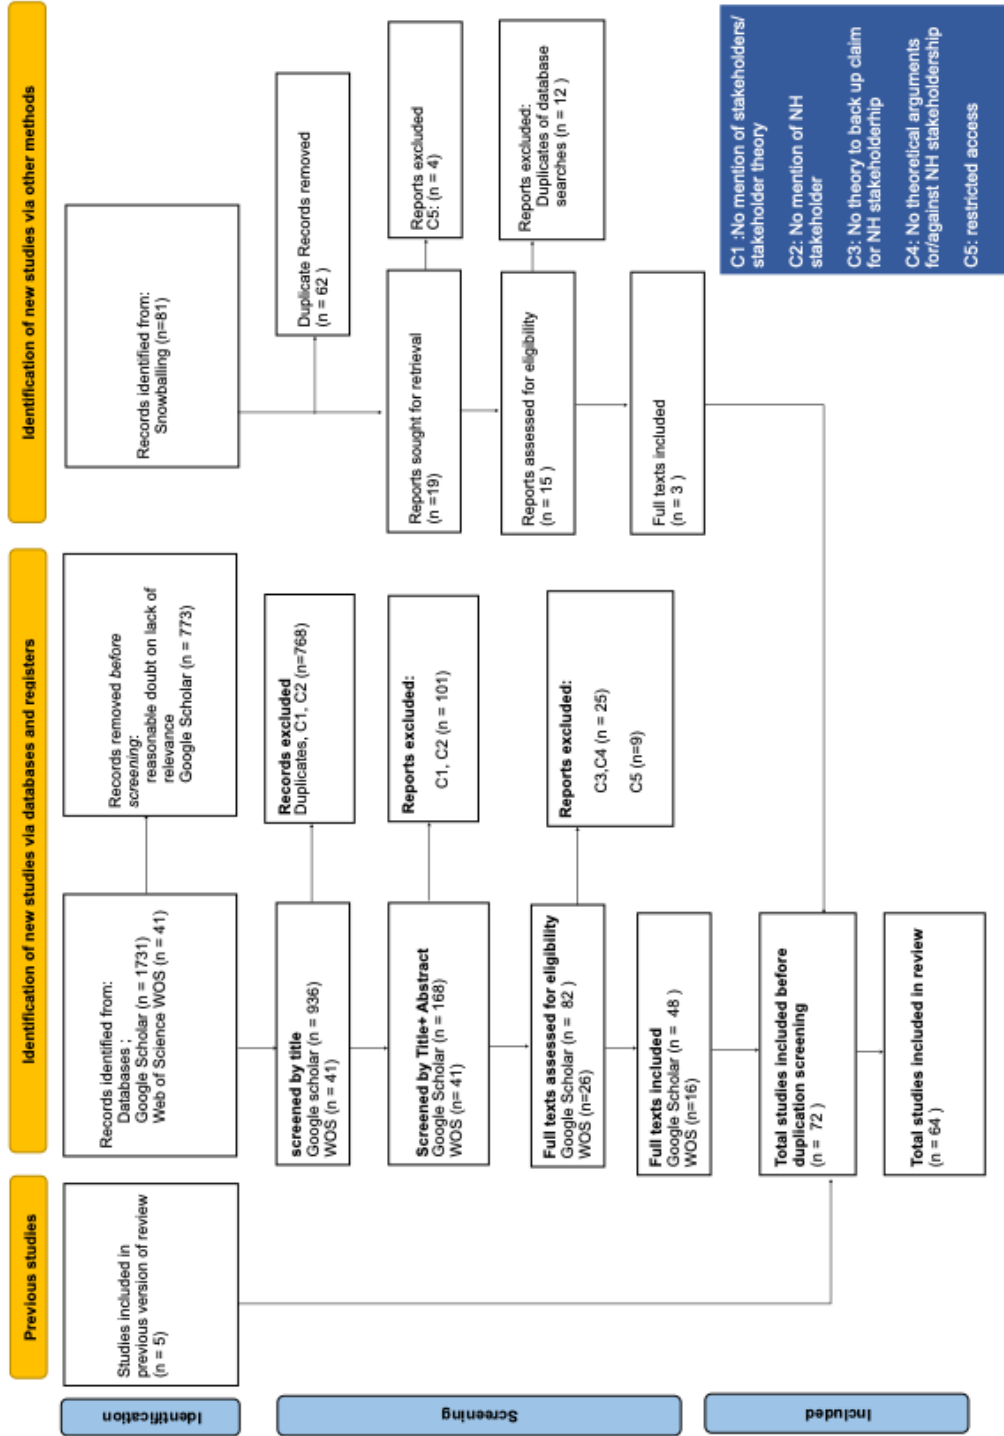 Previous studies
Identification of new studies via databases and registers
Identification of new studies via other methods
Identification
Studies included in
previous version of review
(n = 5)
Records identified from:
Databases ;
Google Scholar (n = 1731)
Web of Science WOS (n = 41)
Records removed before
screening:
reasonable doubt on lack of
relevance
Google Scholar (n = 773)
Records identified from:
Snowballing (n=81)
Duplicate Records removed
(n = 62)
Screening
screened by title
Google scholar (n = 936)
WOS (n = 41)
Records excluded
Duplicates, C1, C2 (n=768)
Screened by Title+ Abstract
Google Scholar (n = 168)
WOS (n= 41)
Reports excluded:
C1, C2 (n = 101)
Reports sought for retrieval
(n =19)
Reports excluded
C5: (n = 4)
Full texts assessed for eligibility
Google Scholar (n = 82)
WOS (n=26)
Reports excluded:
C3,C4 (n = 25)
C5 (n=9)
Reports assessed for eligibility
(n = 15 )
Reports excluded:
Duplicates of database
searches (n = 12 )
Full texts included
Google Scholar (n = 48)
WOS (n=16)
Full texts included
(n = 3 )
Included
Total studies included before
duplication screening
(n = 72 )
Total studies included in review
(n = 64 )
C1 :No mention of stakeholders/
stakeholder theory
C2: No mention of NH
stakeholder
C3: No theory to back up claim
for NH stakeholderhip
C4: No theoretical arguments
for/against NH stakeholdership
C5: restricted access